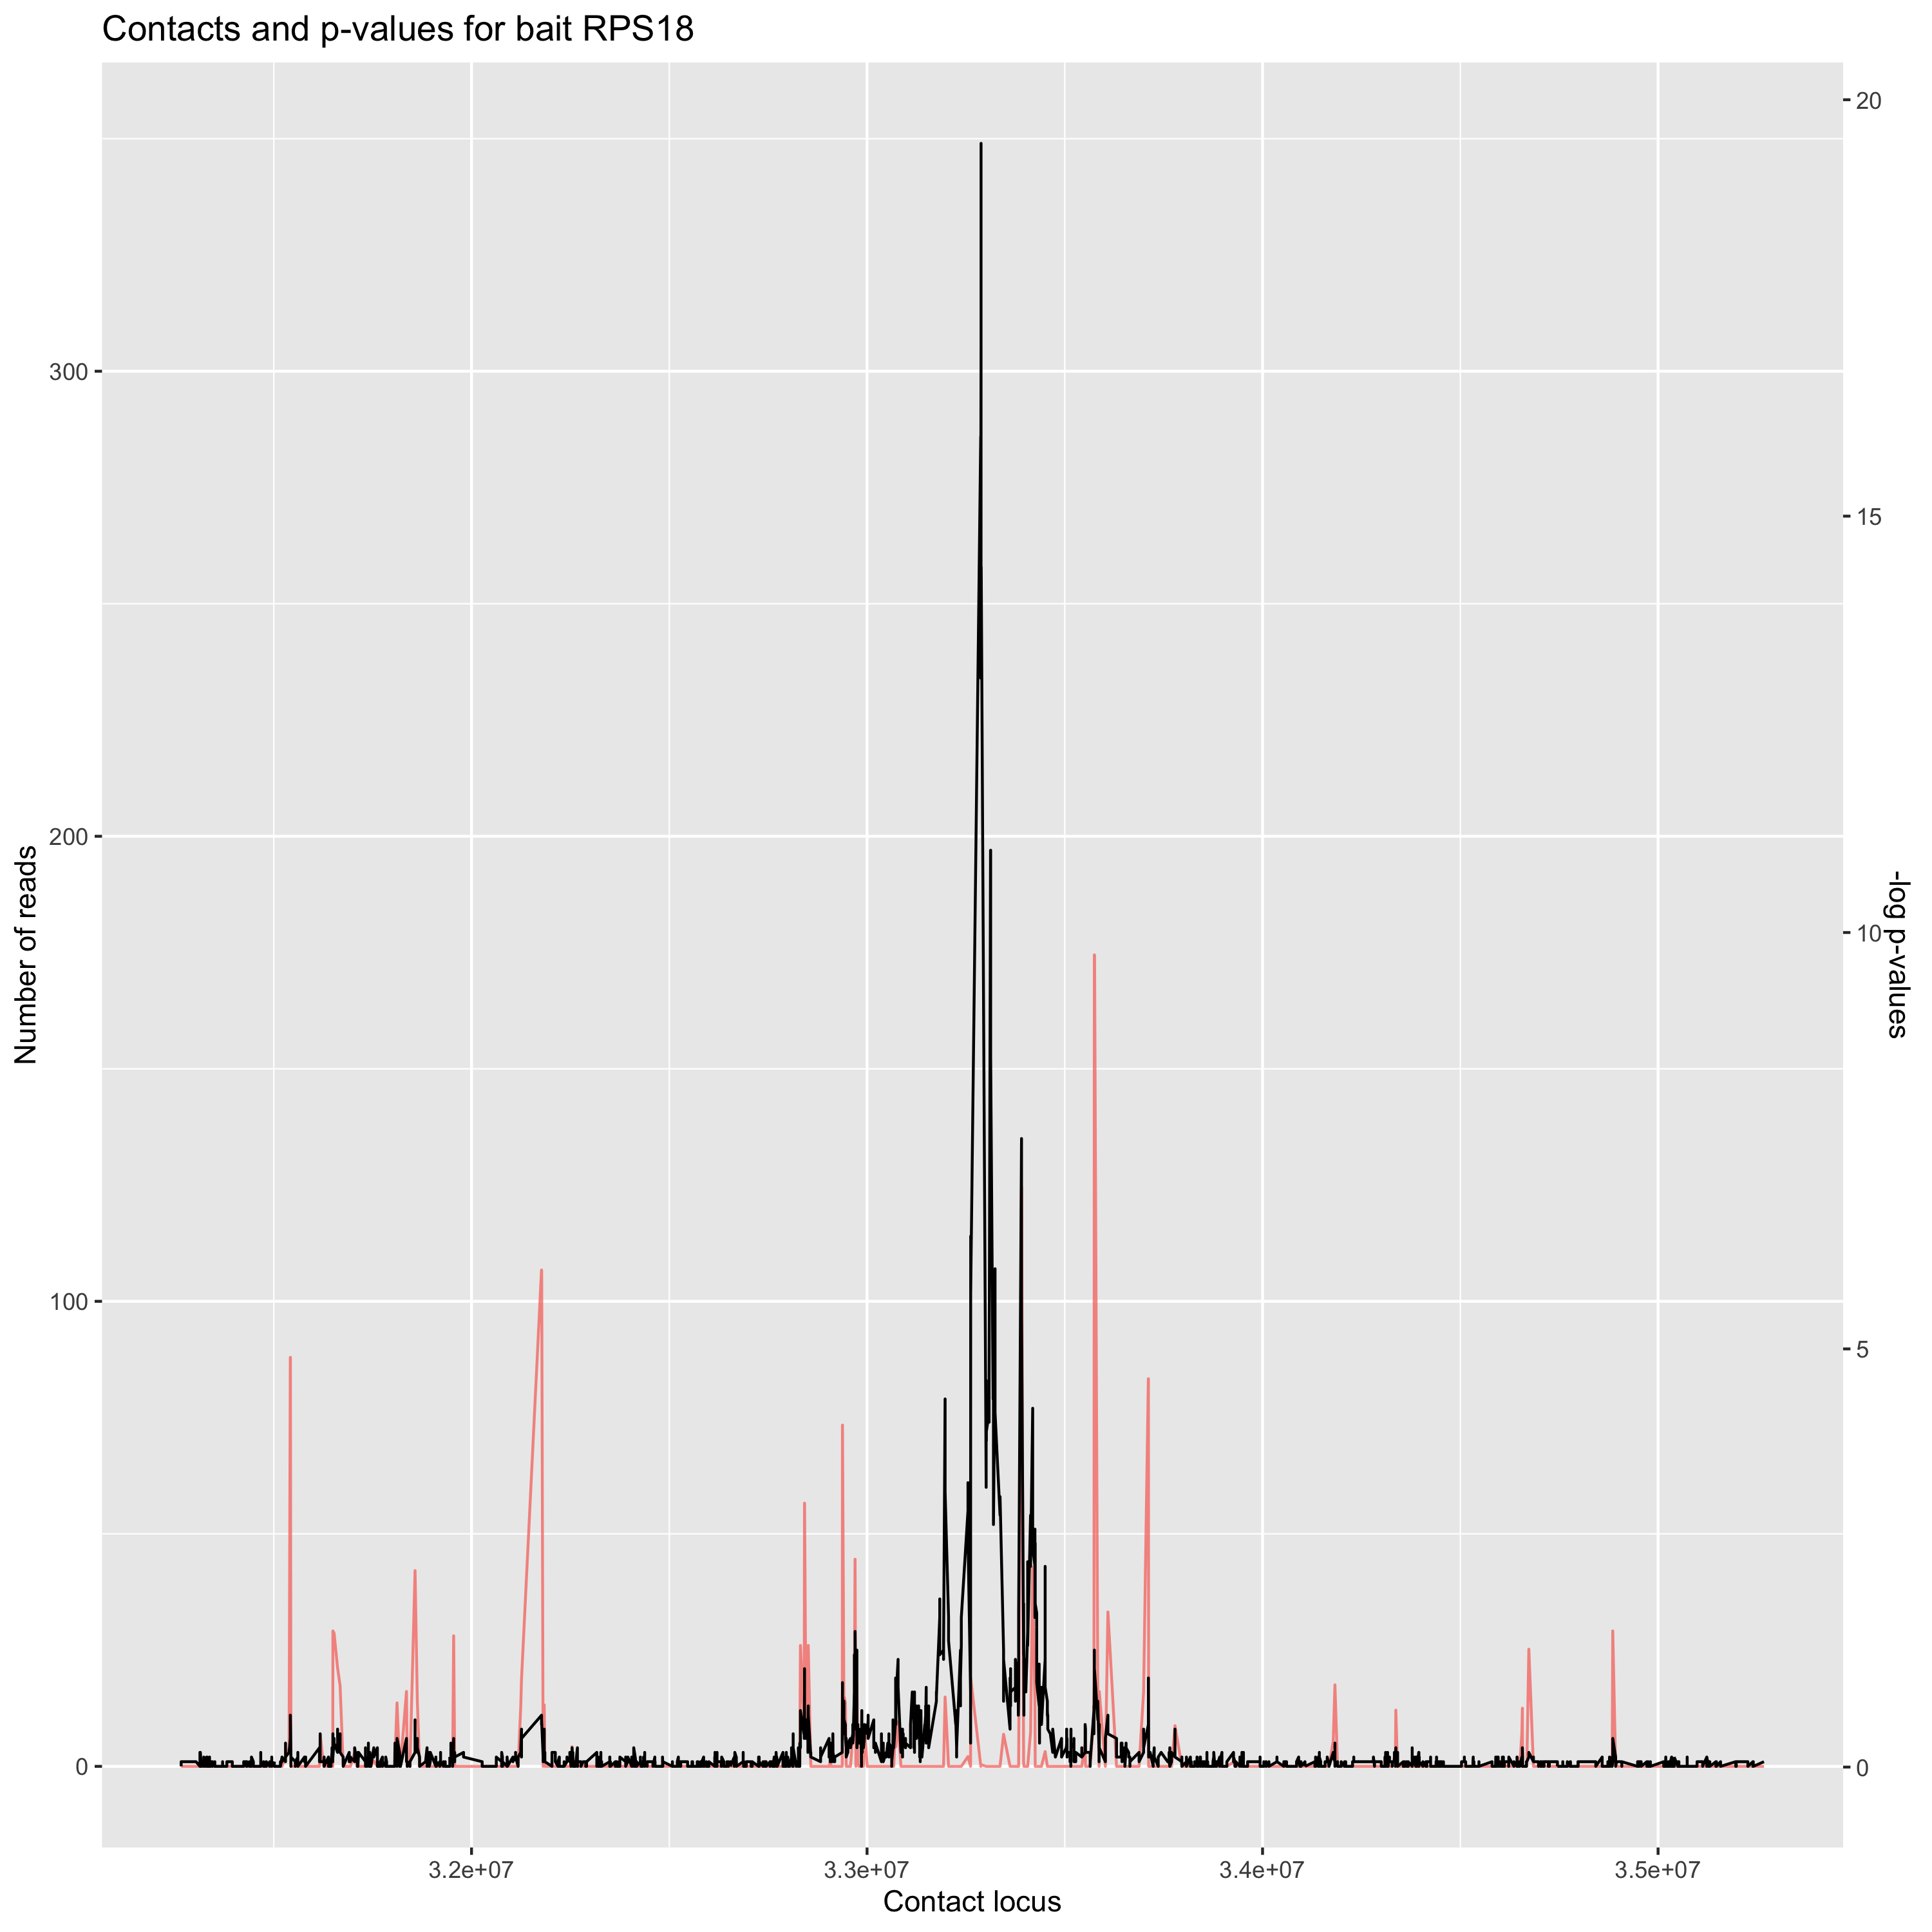 Contacts and p-values for bait RPS18
20
15
10
5
0
300
200
100
0
Number of reads
-log p-values
3.2e+07
3.3e+07
3.4e+07
3.5e+07
Contact locus